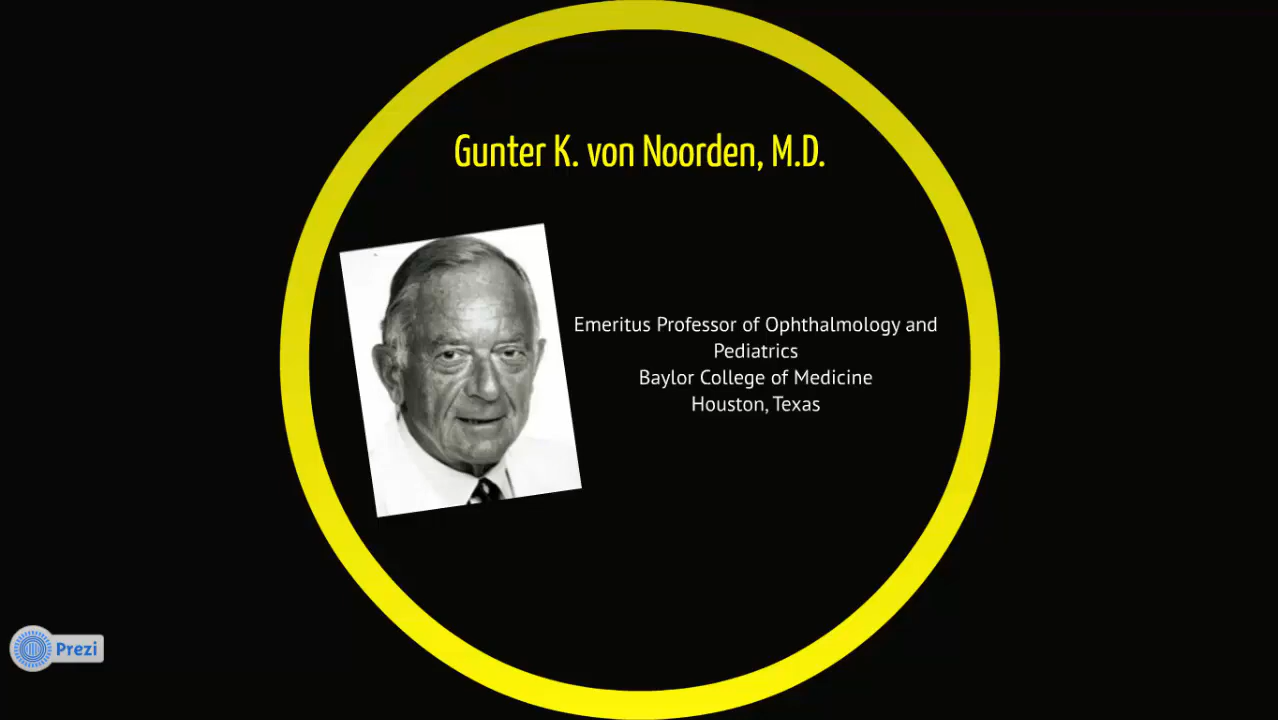 Gunter K. von Noorden, M.D.
Emeritus Professor of Ophthalmology and
Pediatrics
Baylor College of Medicine
Houston, Texas
Prezi